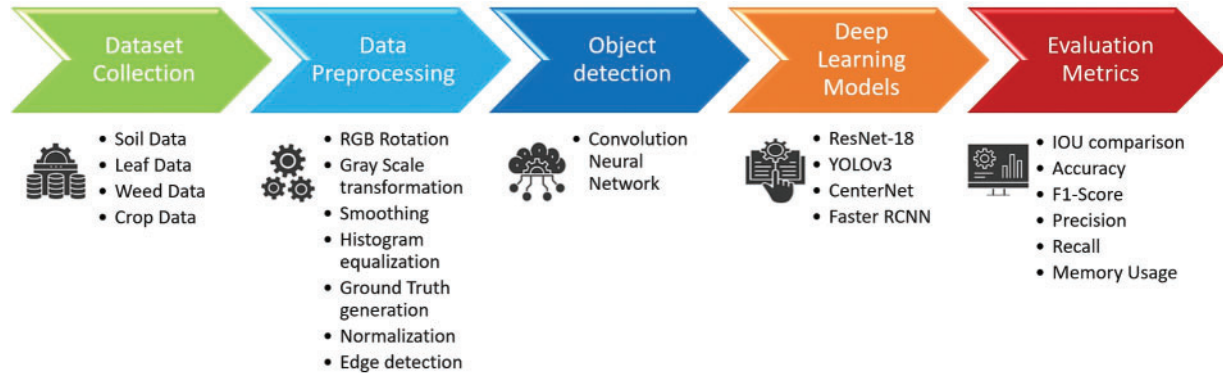 Dataset
Collection
• Soil Data
• Leaf Data
• Weed Data
• Crop Data
Data
Preprocessing
• RGB Rotation
• Gray Scale
transformation
• Smoothing
• Histogram
equalization
• Ground Truth
generation
• Normalization
• Edge detection
Object
detection
• Convolution
Neural
Network
Deep
Learning
Models
• ResNet-18
• YOLOv3
• CenterNet
• Faster RCNN
Evaluation
Metrics
• IOU comparison
• Accuracy
• F1-Score
• Precision
• Recall
• Memory Usage